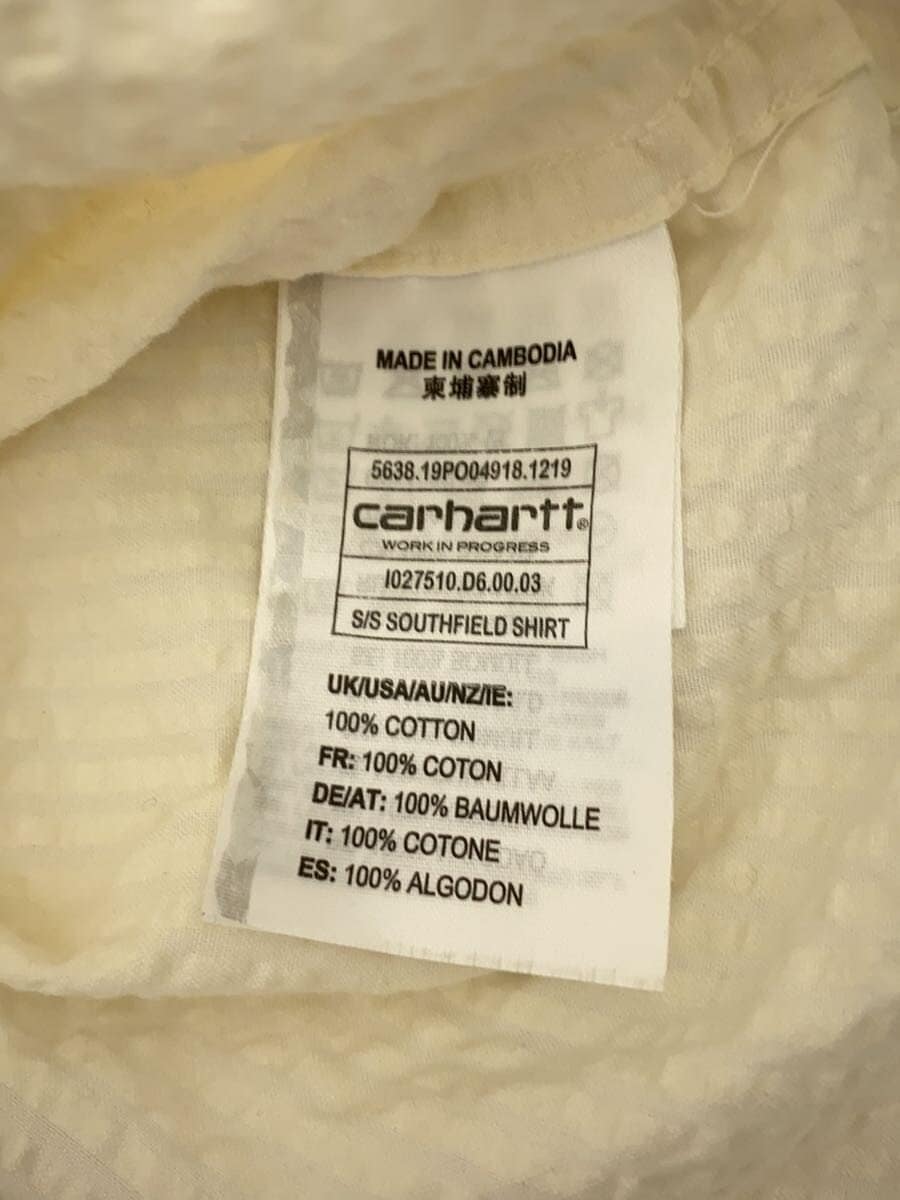 MADE IN CAMBODIA
柬埔寨制
5638.19PO04918.1219
carhartt®
WORK IN PROGRESS
I027510.D6.00.03
S/S SOUTHFIELD SHIRT
UK/USA/AU/NZ/IE:
100% COTTON
FR: 100% COTON
DE/AT: 100% BAUMWOLLE
IT: 100% COTONE
ES: 100% ALGODON